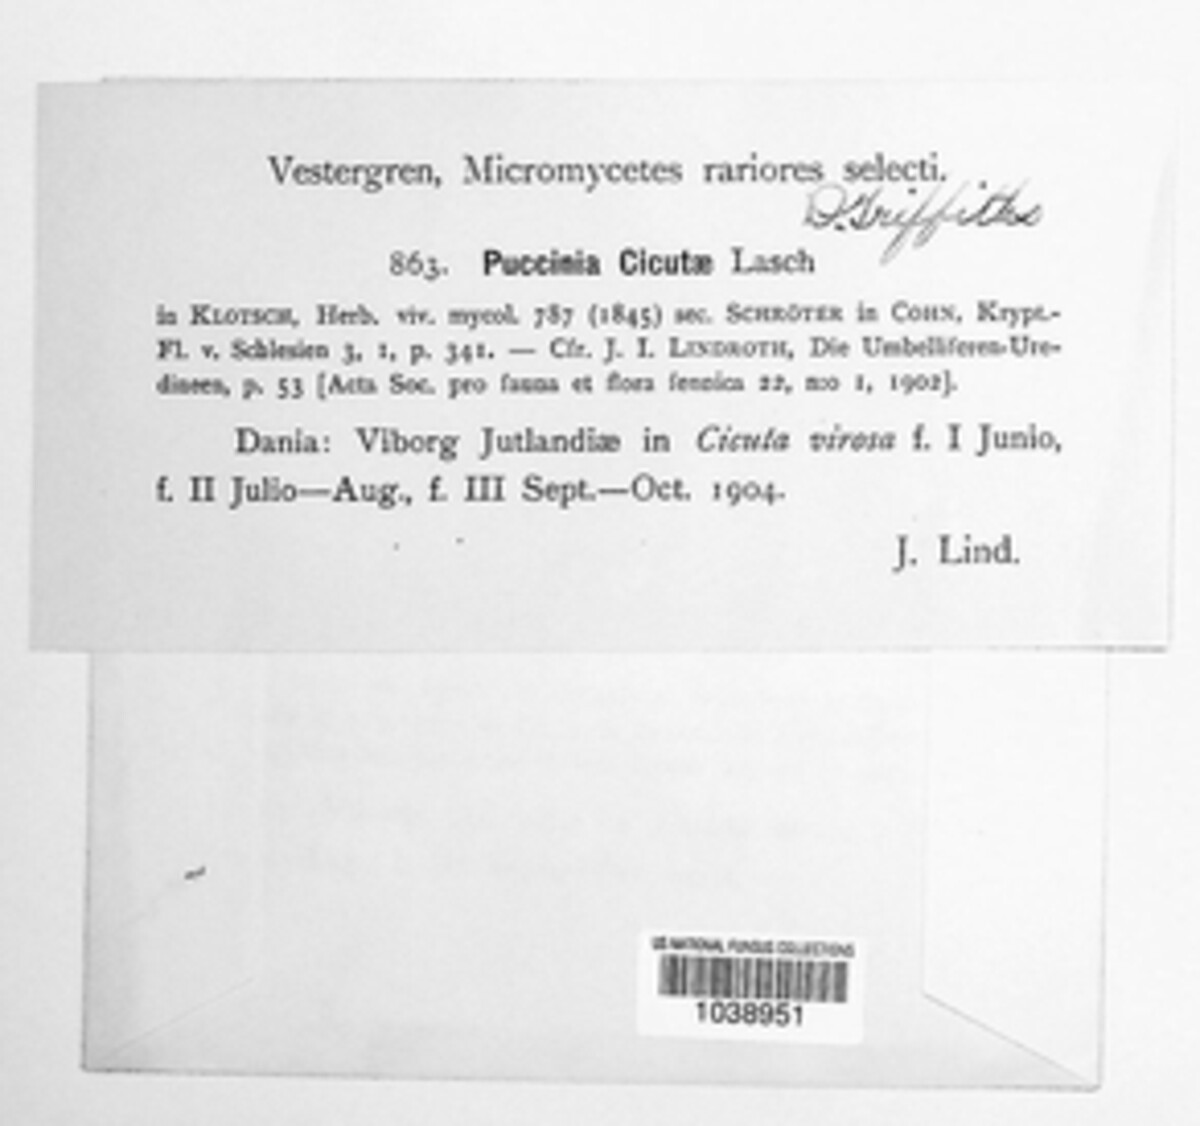 Vestergren, Micromycetes rariores selecti.
D. Griffiths
863. Puccinia Cicutæ Lasch
in KLOTSCH, Herb. viv. mycol. 787 (1845) sec. SCHRÖTER in COHN, Krypt.-
Fl. v. Schlesien 3, 1, p. 341. — Cfr. J. I. LINDROTH, Die Umbelliferen-Ure-
dineen, p. 53 [Acta Soc. pro fauna et flora fennica 22, n:o 1, 1902].
Dania: Viborg Jutlandiæ in Cicuta virosa f. I Junio,
f. II Julio—Aug., f. III Sept.—Oct. 1904.
J. Lind.
US NATIONAL FUNGUS COLLECTIONS
1038951